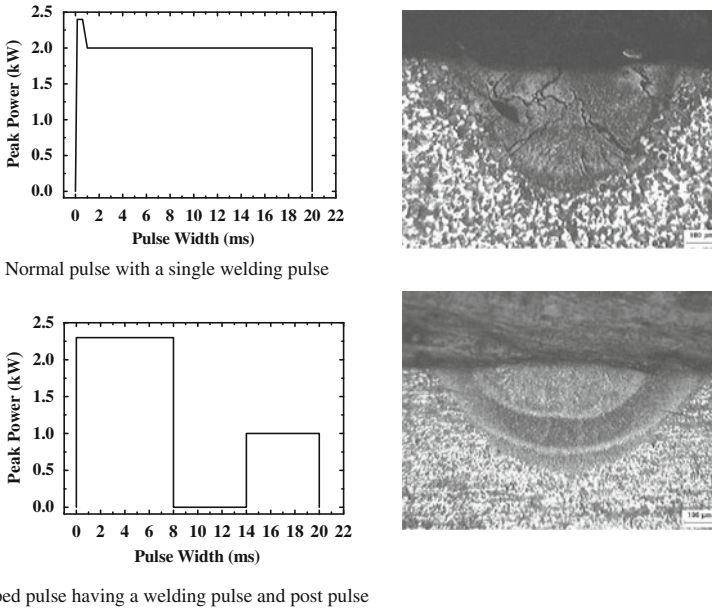 2.5
2.0
1.5
1.0
0.5
0.0
Peak Power (kW)
0 2 4 6 8 10 12 14 16 18 20 22
Pulse Width (ms)
Normal pulse with a single welding pulse
2.5
2.0
1.5
1.0
0.5
0.0
Peak Power (kW)
0 2 4 6 8 10 12 14 16 18 20 22
Pulse Width (ms)
ped pulse having a welding pulse and post pulse